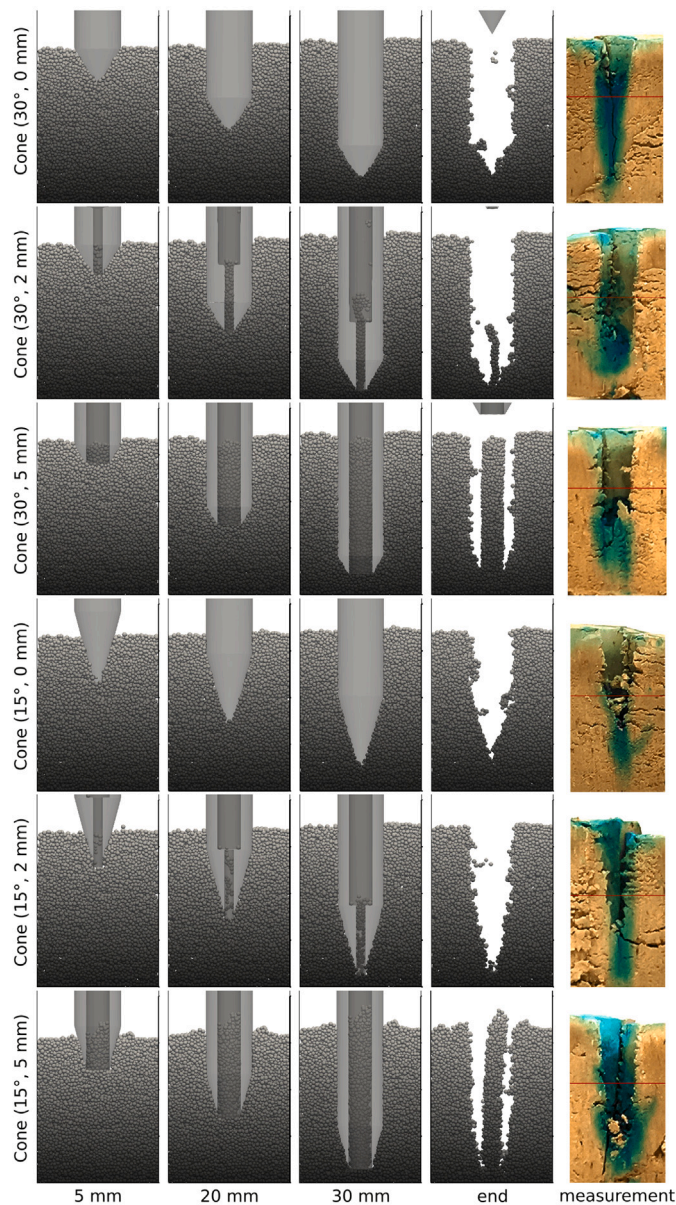 Cone (30°, 0 mm)
Cone (30°, 2 mm)
Cone (30°, 5 mm)
Cone (15°, 0 mm)
Cone (15°, 2 mm)
Cone (15°, 5 mm)
5 mm
20 mm
30 mm
end
measurement